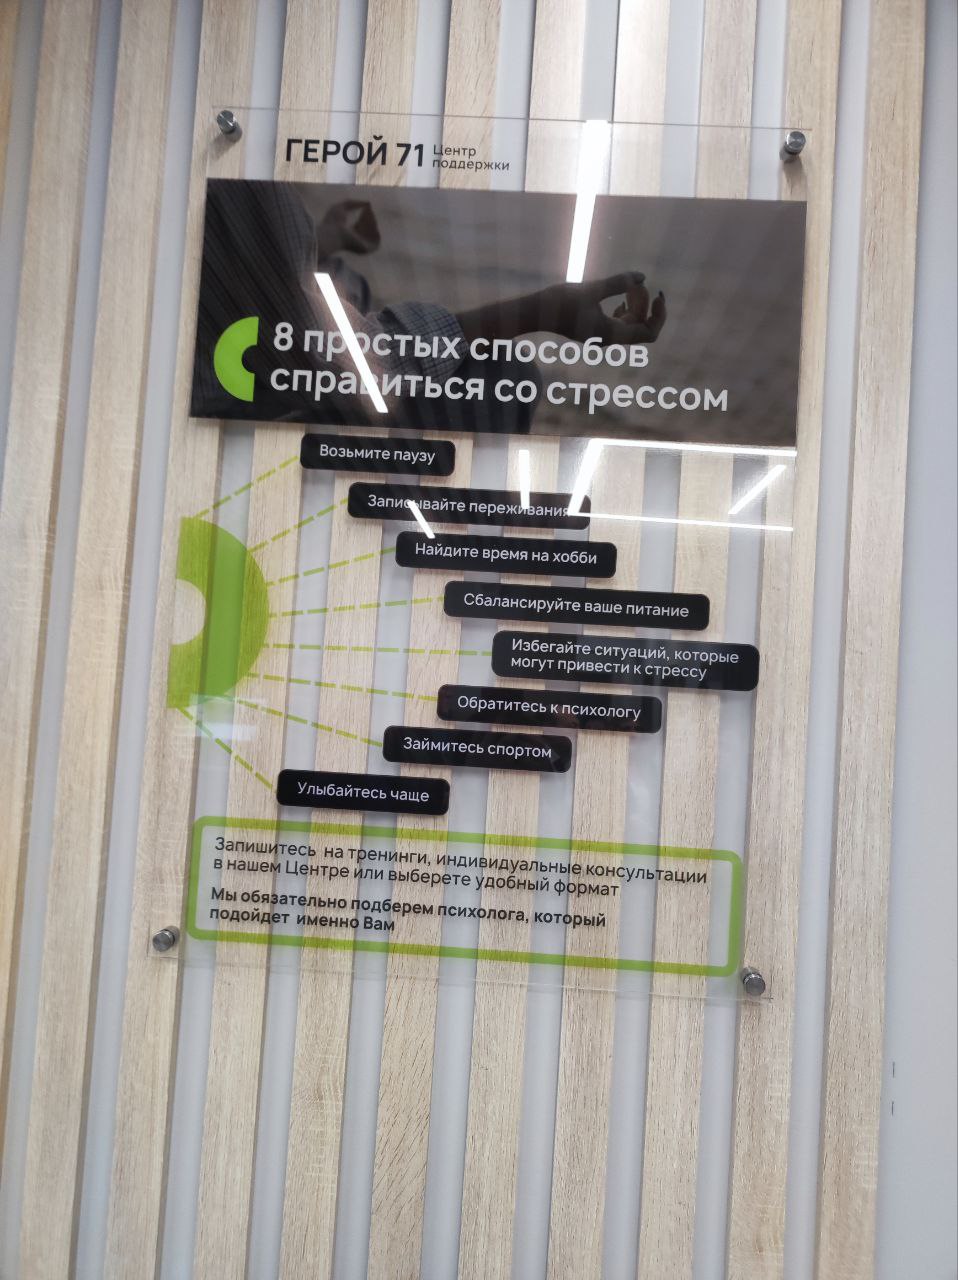 ГЕРОЙ 71 Центр
поддержки
8 простых способов
справиться со стрессом
Возьмите паузу
Записывайте переживания
Найдите время на хобби
Сбалансируйте ваше питание
Избегайте ситуаций, которые
могут привести к стрессу
Обратитесь к психологу
Займитесь спортом
Улыбайтесь чаще
Запишитесь на тренинги, индивидуальные консультации
в нашем Центре или выберете удобный формат
Мы обязательно подберем психолога, который
подойдет именно Вам